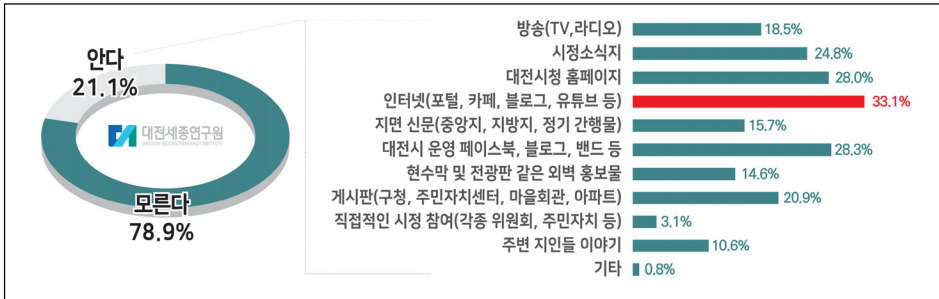 안다
21.1%
대전세종연구원
DAEJEON SEJONG RESEARCH INSTITUTE
모른다
78.9%
방송(TV,라디오) 18.5%
시정소식지 24.8%
대전시청 홈페이지 28.0%
인터넷(포털, 카페, 블로그, 유튜브 등) 33.1%
지면 신문(중앙지, 지방지, 정기 간행물) 15.7%
대전시 운영 페이스북, 블로그, 밴드 등 28.3%
현수막 및 전광판 같은 외벽 홍보물 14.6%
게시판(구청, 주민자치센터, 마을회관, 아파트) 20.9%
직접적인 시정 참여(각종 위원회, 주민자치 등) 3.1%
주변 지인들 이야기 10.6%
기타 0.8%